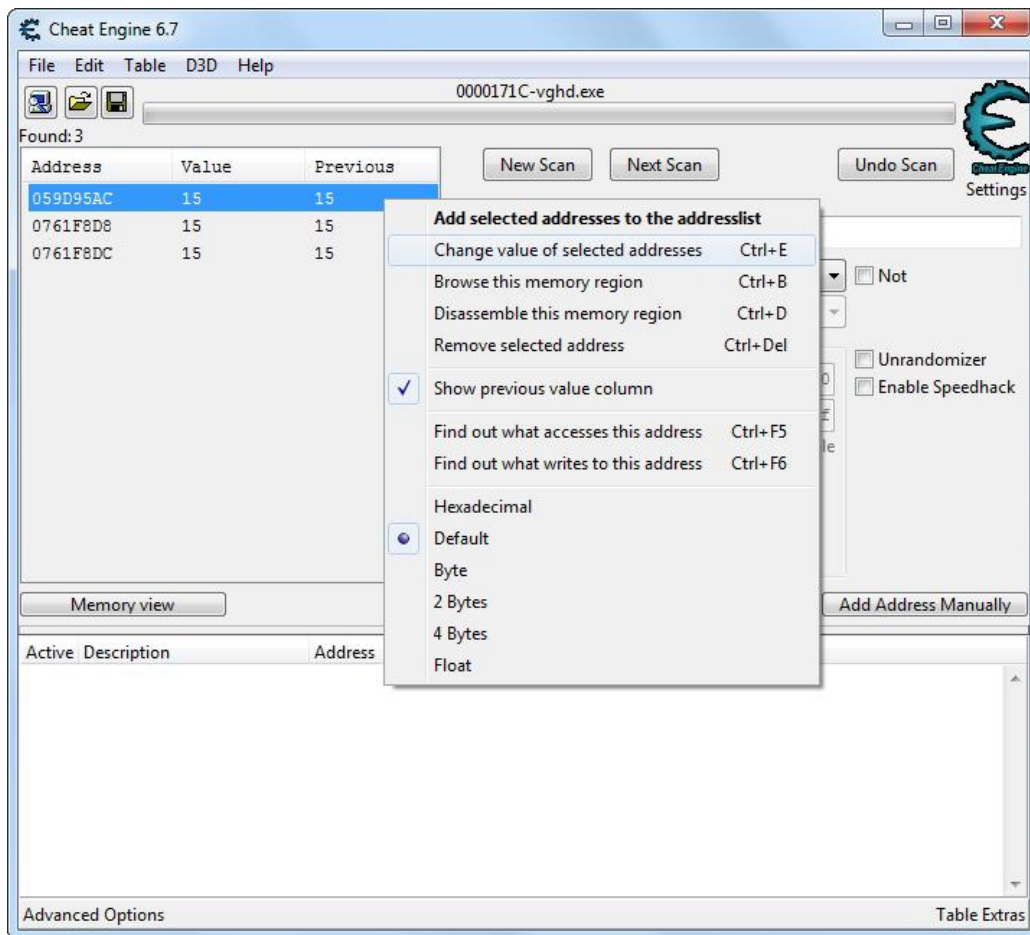 Cheat Engine 6.7
File Edit Table D3D Help
0000171C-vghd.exe
Found: 3
Address Value Previous
New Scan Next Scan Undo Scan
Settings
059D95AC 15 15
0761F8D8 15 15
0761F8DC 15 15
Add selected addresses to the addresslist
Change value of selected addresses Ctrl+E
Not
Browse this memory region Ctrl+B
Disassemble this memory region Ctrl+D
Remove selected address Ctrl+Del
Unrandomizer
Show previous value column
Enable Speedhack
Find out what accesses this address Ctrl+F5
Find out what writes to this address Ctrl+F6
Hexadecimal
Default
Byte
2 Bytes
4 Bytes
Float
Memory view
Add Address Manually
Active Description Address
Advanced Options Table Extras